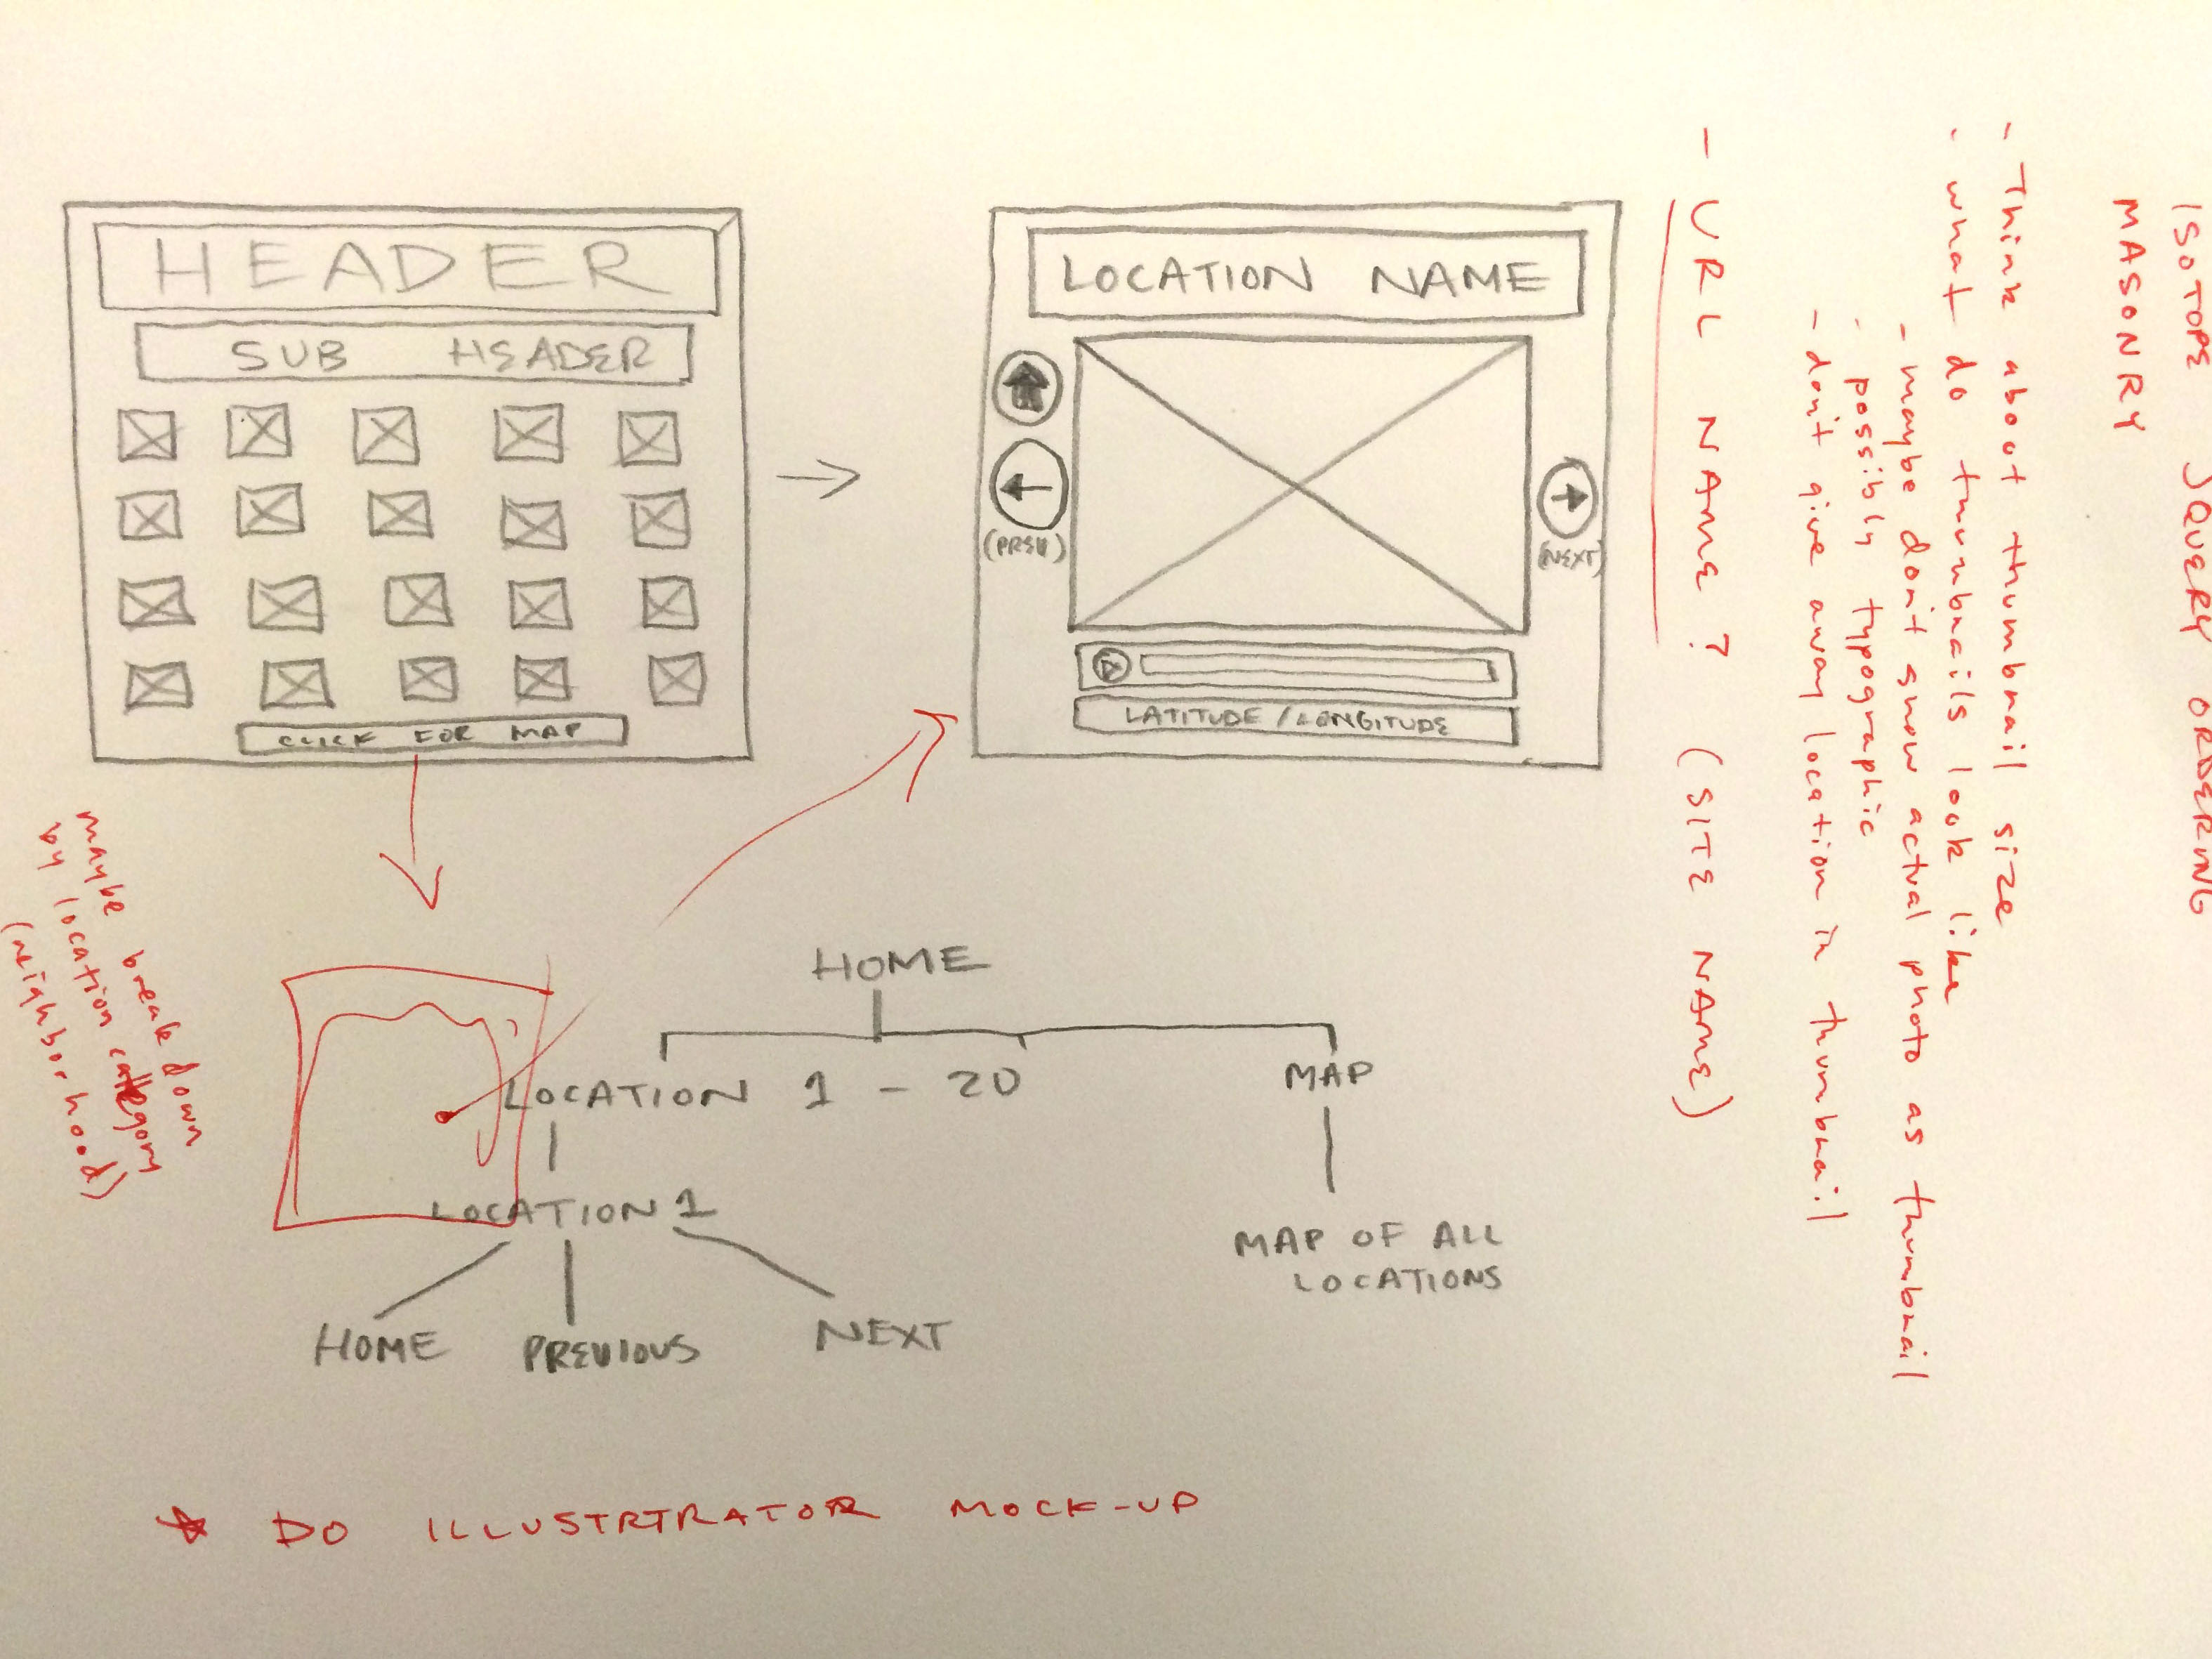 HEADER
SUB HEADER
CLICK FOR MAP
LOCATION NAME
(PREV)
(NEXT)
LATITUDE / LONGITUDE
HOME
LOCATION 1 - 20
MAP
LOCATION 1
MAP OF ALL
LOCATIONS
HOME PREVIOUS NEXT
maybe break down
by location category
(neighborhood)
* DO ILLUSTRTRATOR MOCK-UP
ISOTOPE JQUERY ORDERING
MASONRY
- Think about thumbnail size
- what do thumbnails look like
- maybe don't show actual photo as thumbnail
- possibly typographic
- don't give away location in thumbnail
- URL NAME? (SITE NAME)